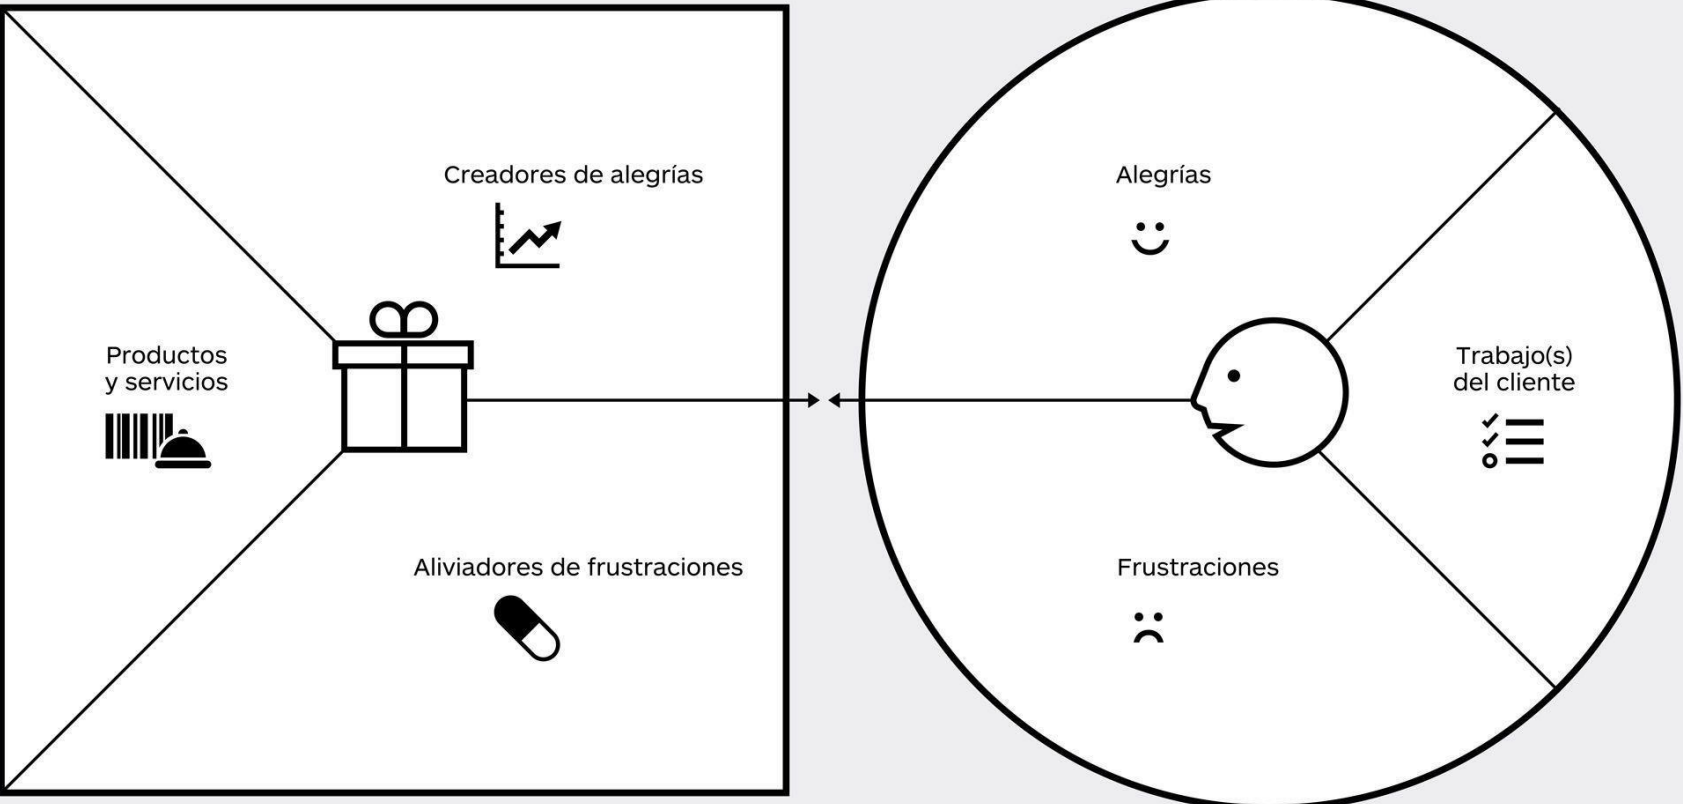 Creadores de alegrías
Productos
y servicios
Aliviadores de frustraciones
Alegrías
Trabajo(s)
del cliente
Frustraciones